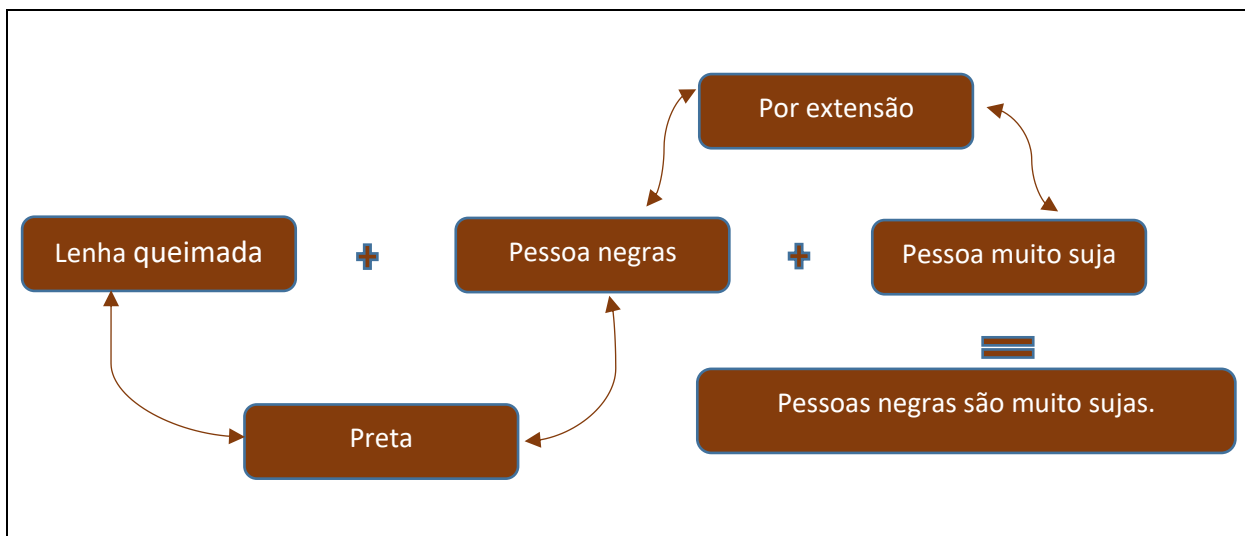 Por extensão
Lenha queimada
Pessoa negras
Pessoa muito suja
Preta
Pessoas negras são muito sujas.